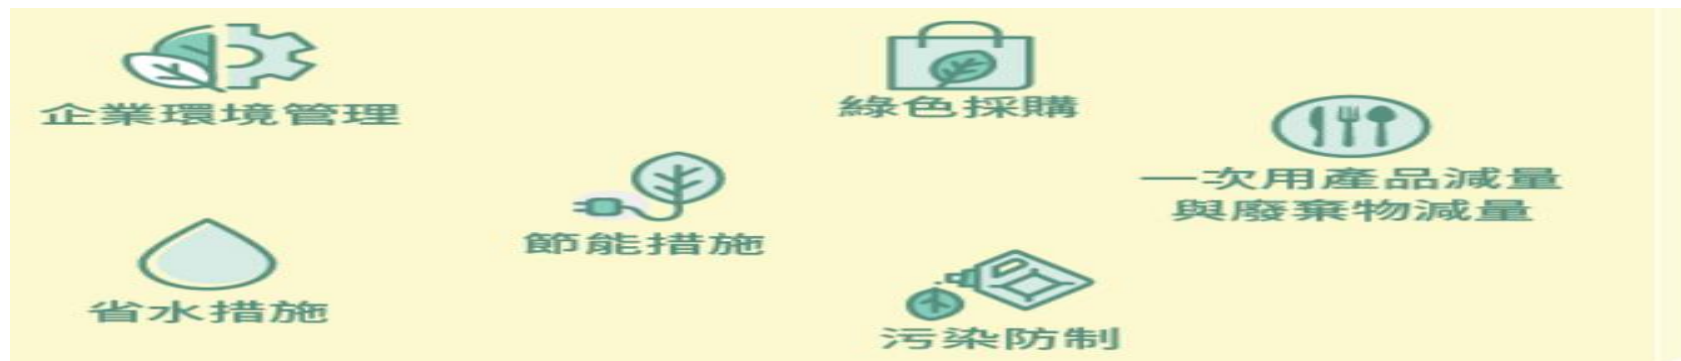 企業環境管理
綠色採購
一次用產品減量
與廢棄物減量
節能措施
省水措施
污染防制